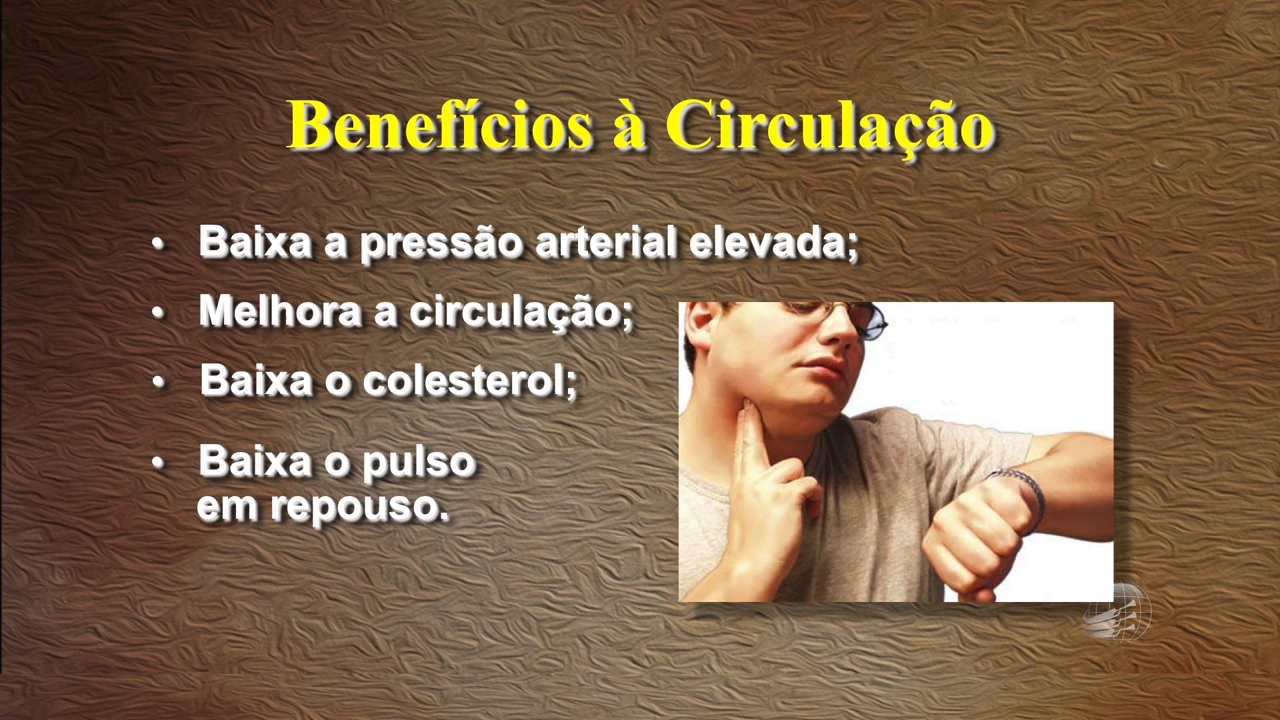 Benefícios à Circulação
• Baixa a pressão arterial elevada;
• Melhora a circulação;
• Baixa o colesterol;
• Baixa o pulso
em repouso.